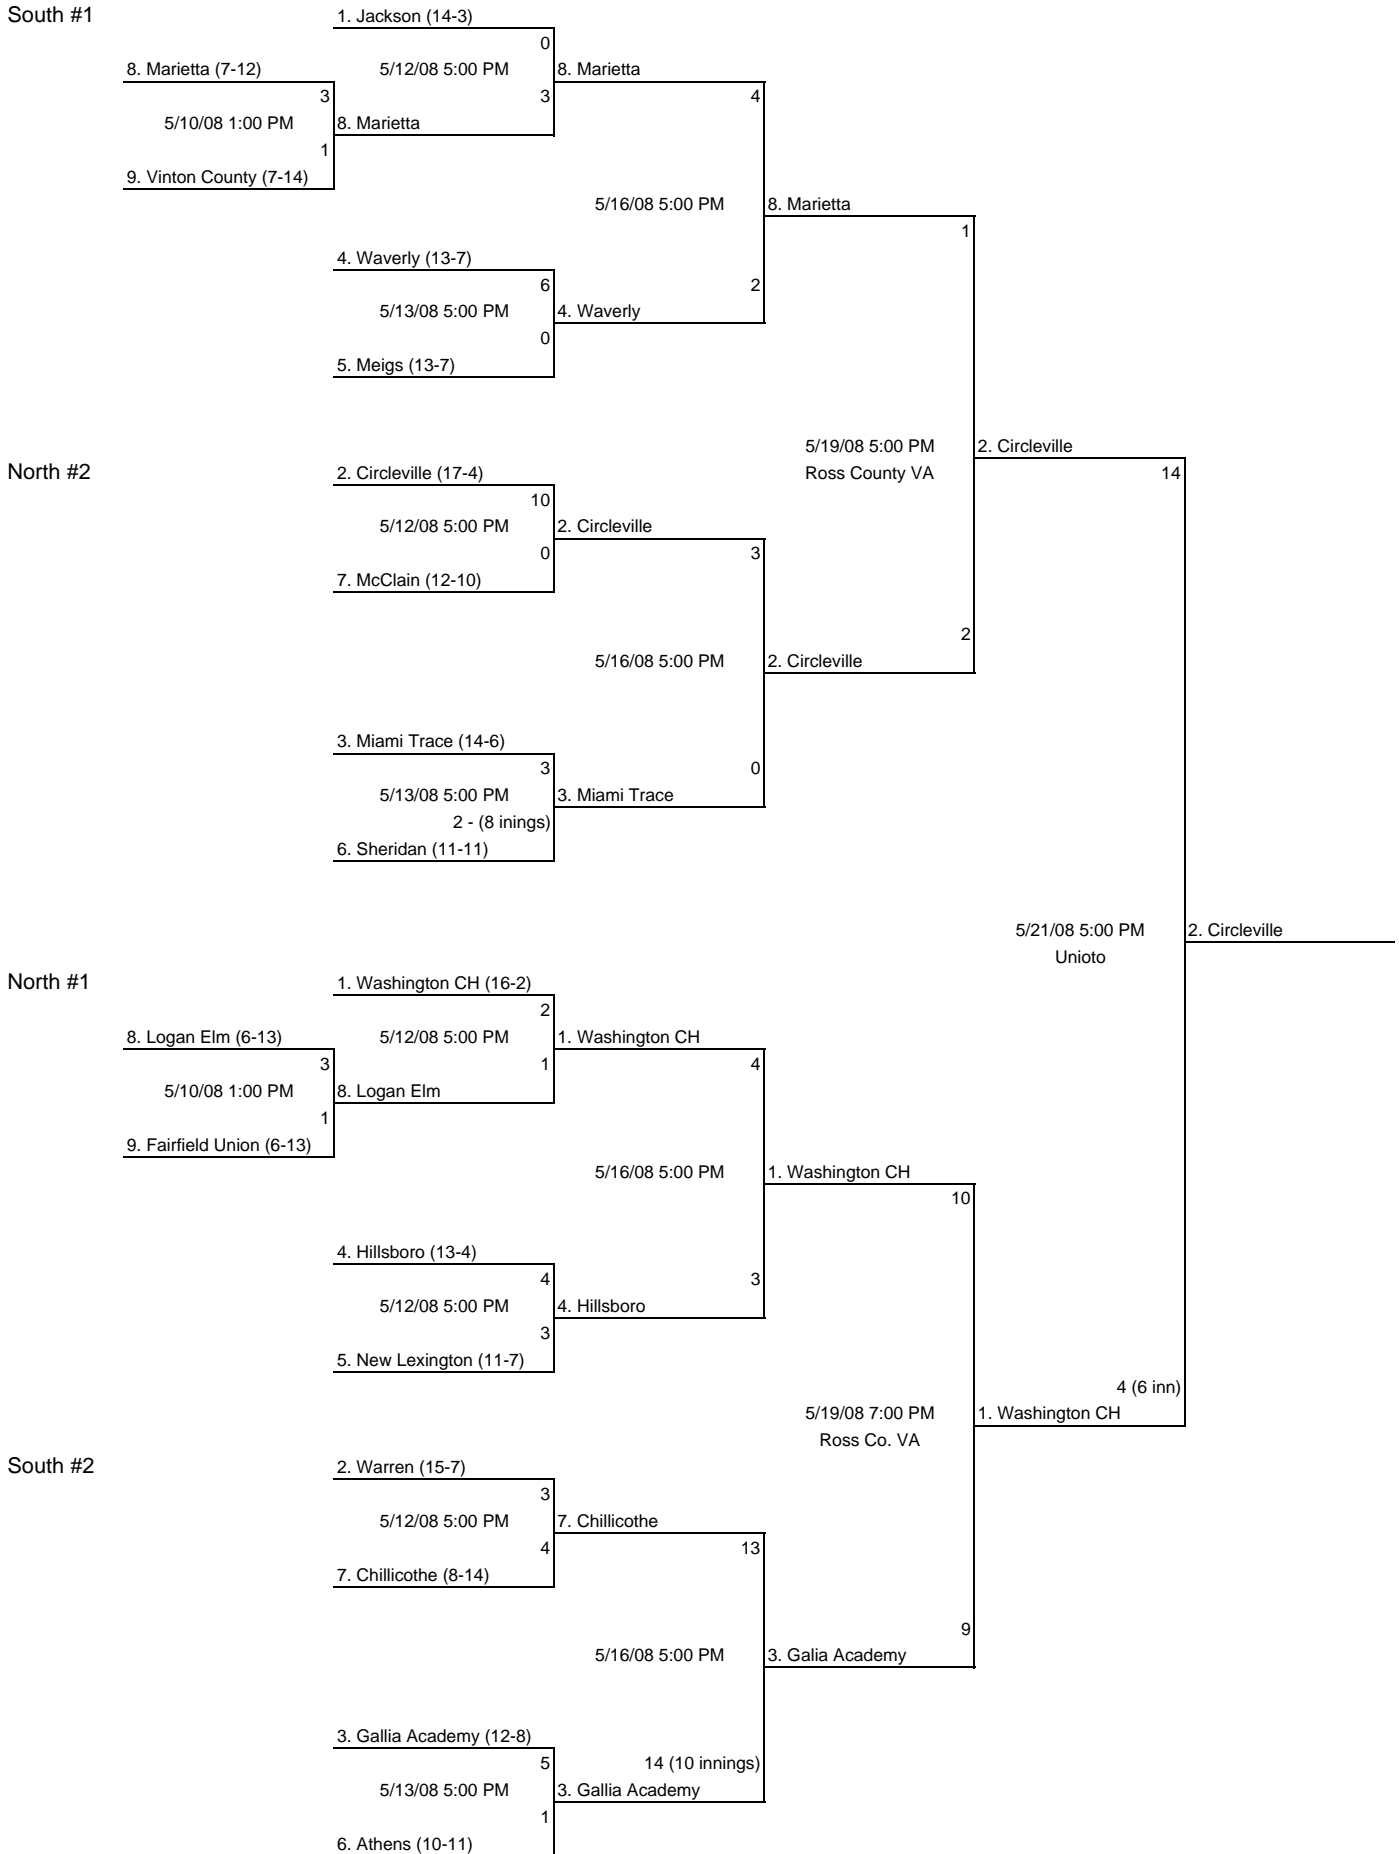 South #1
1. Jackson (14-3)
0
8. Marietta (7-12)
5/12/08 5:00 PM
8. Marietta
3
3
4
5/10/08 1:00 PM
8. Marietta
1
9. Vinton County (7-14)
5/16/08 5:00 PM
8. Marietta
1
4. Waverly (13-7)
6
2
5/13/08 5:00 PM
4. Waverly
0
5. Meigs (13-7)
5/19/08 5:00 PM
2. Circleville
North #2
2. Circleville (17-4)
Ross County VA
14
10
5/12/08 5:00 PM
2. Circleville
0
3
7. McClain (12-10)
2
5/16/08 5:00 PM
2. Circleville
3. Miami Trace (14-6)
3
0
5/13/08 5:00 PM
3. Miami Trace
2 - (8 inings)
6. Sheridan (11-11)
5/21/08 5:00 PM
2. Circleville
Unioto
North #1
1. Washington CH (16-2)
2
8. Logan Elm (6-13)
5/12/08 5:00 PM
1. Washington CH
3
1
4
5/10/08 1:00 PM
8. Logan Elm
1
9. Fairfield Union (6-13)
5/16/08 5:00 PM
1. Washington CH
10
4. Hillsboro (13-4)
4
3
5/12/08 5:00 PM
4. Hillsboro
3
5. New Lexington (11-7)
4 (6 inn)
5/19/08 7:00 PM
1. Washington CH
Ross Co. VA
South #2
2. Warren (15-7)
3
5/12/08 5:00 PM
7. Chillicothe
4
13
7. Chillicothe (8-14)
9
5/16/08 5:00 PM
3. Galia Academy
3. Gallia Academy (12-8)
5
14 (10 innings)
5/13/08 5:00 PM
3. Gallia Academy
1
6. Athens (10-11)